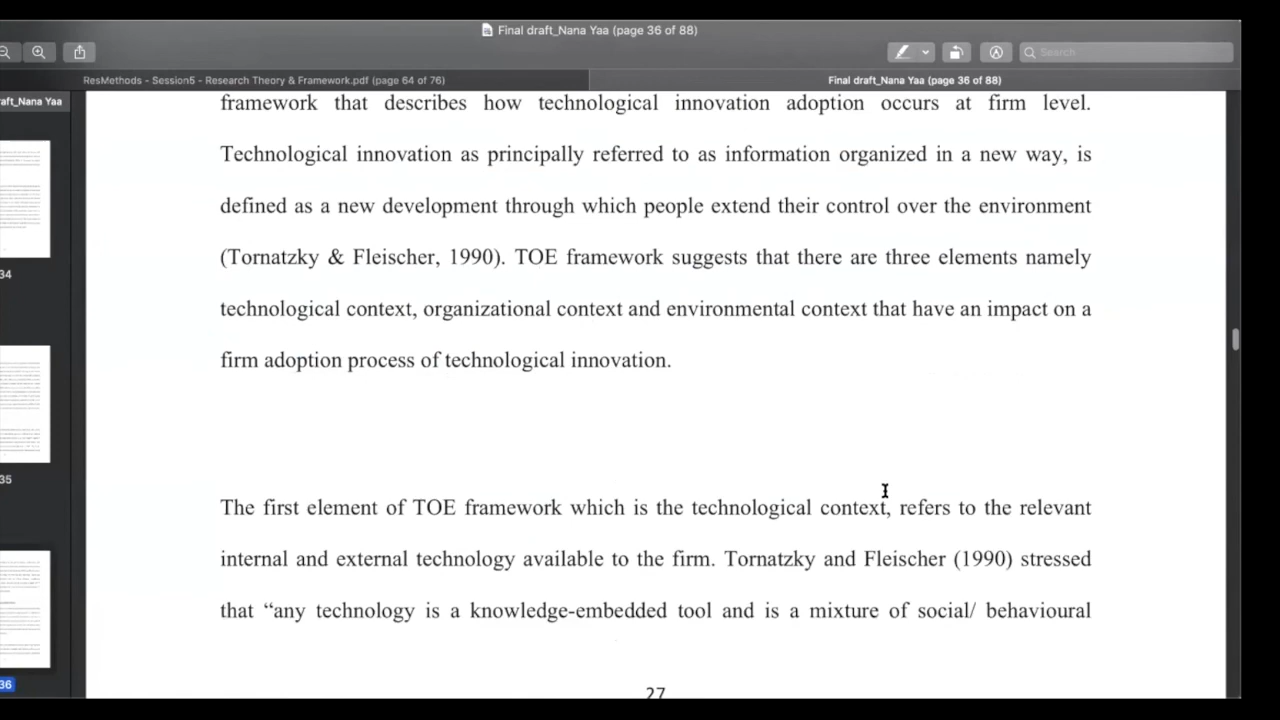 Final draft_Nana Yaa (page 36 of 88)
Search
ResMethods - Session5 - Research Theory & Framework.pdf (page 64 of 76)
Final draft_Nana Yaa (page 36 of 88)
aft_Nana Yaa
34
35
36
framework that describes how technological innovation adoption occurs at firm level.
Technological innovation as principally referred to as information organized in a new way, is
defined as a new development through which people extend their control over the environment
(Tornatzky & Fleischer, 1990). TOE framework suggests that there are three elements namely
technological context, organizational context and environmental context that have an impact on a
firm adoption process of technological innovation.
The first element of TOE framework which is the technological context, refers to the relevant
internal and external technology available to the firm. Tornatzky and Fleischer (1990) stressed
that “any technology is a knowledge-embedded tool and is a mixture of social/ behavioural
27